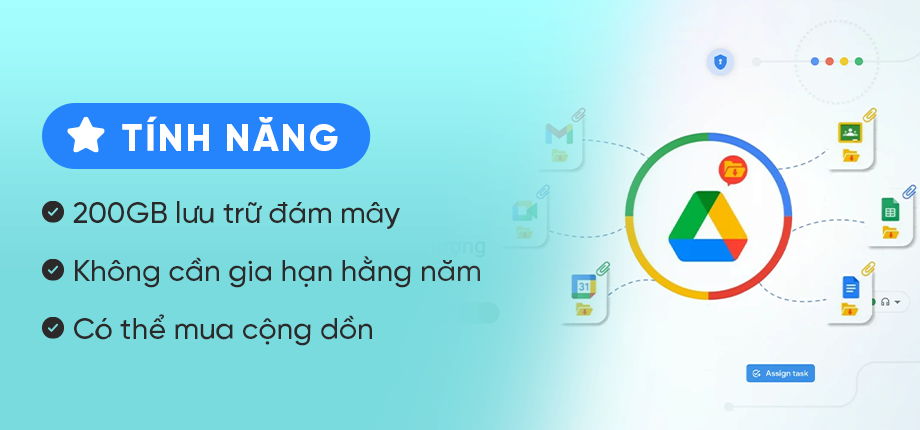 TÍNH NĂNG
200GB lưu trữ đám mây
Không cần gia hạn hằng năm
Có thể mua cộng dồn
31
Assign task